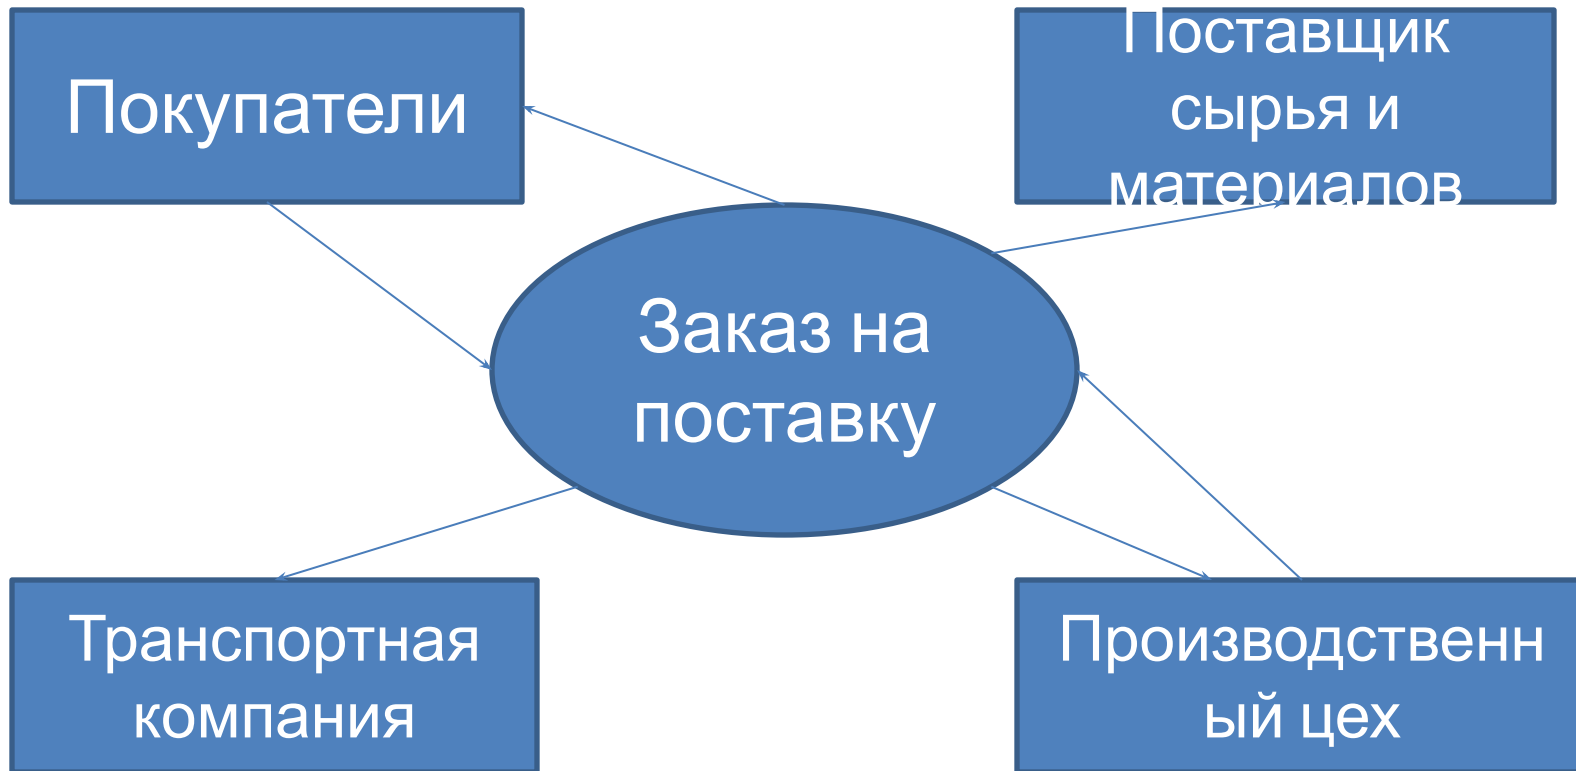 Покупатели
Поставщик
сырья и
материалов
Заказ на
поставку
Транспортная
компания
Производственн
ый цех